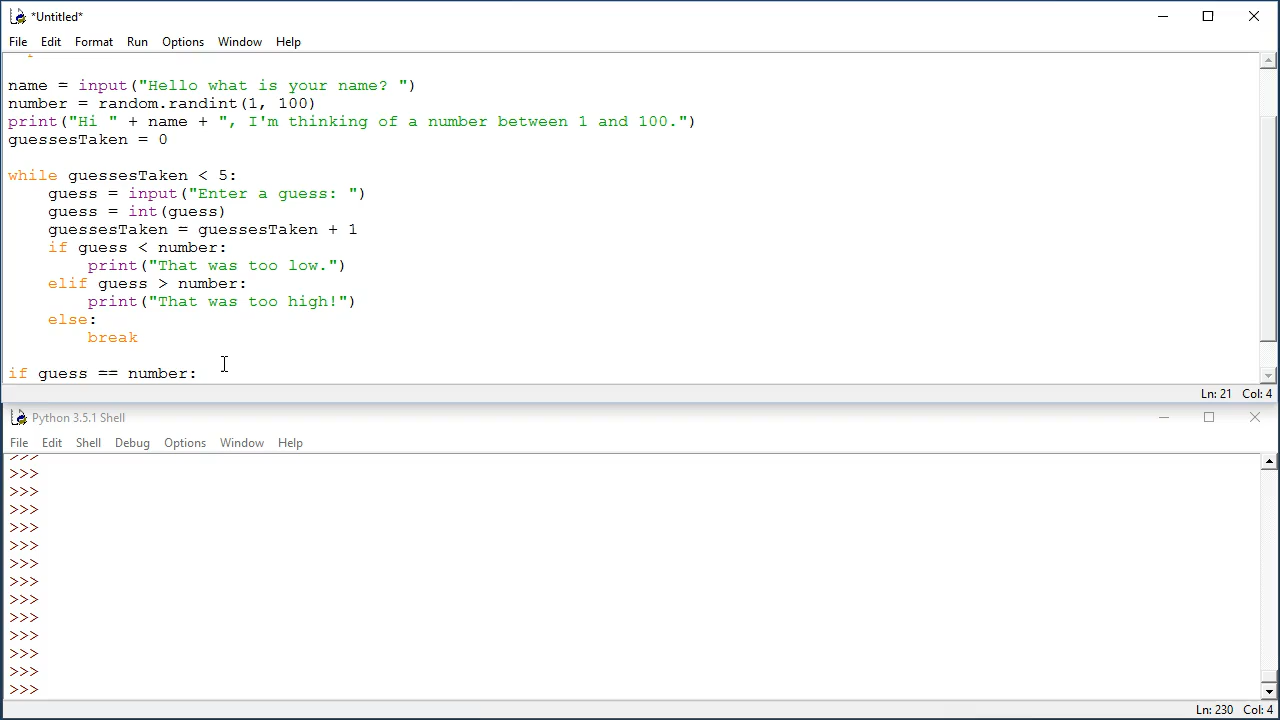 *Untitled*
File Edit Format Run Options Window Help
name = input("Hello what is your name? ")
number = random.randint(1, 100)
print("Hi " + name + ", I'm thinking of a number between 1 and 100.")
guessesTaken = 0
while guessesTaken < 5:
    guess = input("Enter a guess: ")
    guess = int(guess)
    guessesTaken = guessesTaken + 1
    if guess < number:
        print("That was too low.")
    elif guess > number:
        print("That was too high!")
    else:
        break
if guess == number:
Ln: 21 Col: 4
Python 3.5.1 Shell
File Edit Shell Debug Options Window Help
>>>
>>>
>>>
>>>
>>>
>>>
>>>
>>>
>>>
>>>
>>>
>>>
>>>
>>>
Ln: 230 Col: 4